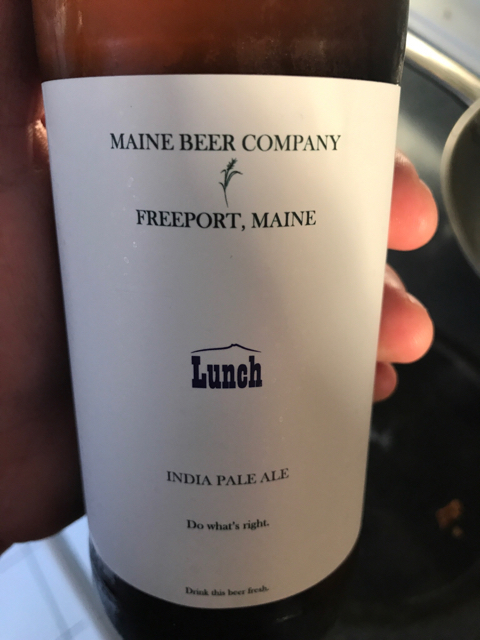 MAINE BEER COMPANY
FREEPORT, MAINE
Lunch
INDIA PALE ALE
Do what's right.
Drink this beer fresh.